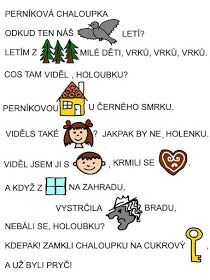 PERNÍKOVÁ CHALOUPKA
ODKUD TEN NÁŠ LETÍ?
LETÍM Z MILÉ DĚTI, VRKÚ, VRKÚ, VRKÚ.
COS TAM VIDĚL , HOLOUBKU?
PERNÍKOVOU U ČERNÉHO SMRKU.
VIDĚLS TAKÉ ? JAKPAK BY NE, HOLENKU.
VIDĚL JSEM JI S , KRMILI SE .
A KDYŽ Z NA ZAHRADU,
VYSTRČILA BRADU,
NEBÁLI SE, HOLOUBKU?
KDEPAK! ZAMKLI CHALOUPKU NA CUKROVÝ ,
A UŽ BYLI PRYČ!